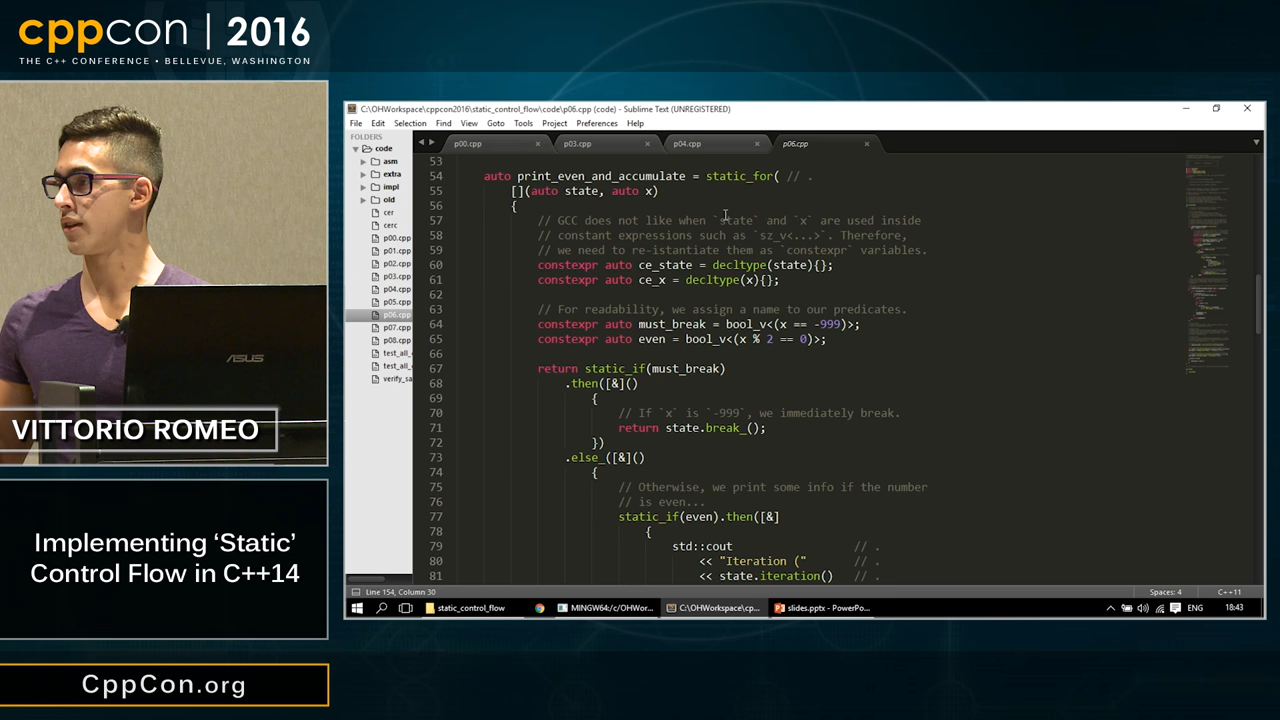 cppcon | 2016
THE C++ CONFERENCE • BELLEVUE, WASHINGTON
C:\OHWorkspace\cppcon2016\static_control_flow\code\p06.cpp (code) - Sublime Text (UNREGISTERED)
File Edit Selection Find View Goto Tools Project Preferences Help
FOLDERS
code
asm
extra
impl
old
cer
cerc
p00.cpp
p01.cpp
p02.cpp
p03.cpp
p04.cpp
p05.cpp
p06.cpp
p07.cpp
p08.cpp
test_all_
test_all_
verify_sa
p00.cpp p03.cpp p04.cpp p06.cpp
53
54 auto print_even_and_accumulate = static_for( // .
55 [](auto state, auto x)
56 {
57 // GCC does not like when `state` and `x` are used inside
58 // constant expressions such as `sz_v<...>`. Therefore,
59 // we need to re-istantiate them as `constexpr` variables.
60 constexpr auto ce_state = decltype(state){};
61 constexpr auto ce_x = decltype(x){};
62
63 // For readability, we assign a name to our predicates.
64 constexpr auto must_break = bool_v<(x == -999)>;
65 constexpr auto even = bool_v<(x % 2 == 0)>;
66
67 return static_if(must_break)
68 .then([&]()
69 {
70 // If `x` is `-999`, we immediately break.
71 return state.break_();
72 })
73 .else_([&]()
74 {
75 // Otherwise, we print some info if the number
76 // is even...
77 static_if(even).then([&]
78 {
79 std::cout // .
80 << "Iteration (" // .
81 << state.iteration() // .
Line 154, Column 30
Spaces: 4 C++11
static_control_flow MINGW64:/c/OHWor... C:\OHWorkspace\cp... slides.pptx - PowerPo...
ENG 18:43
ASUS
VITTORIO ROMEO
Implementing ‘Static’
Control Flow in C++14
CppCon.org